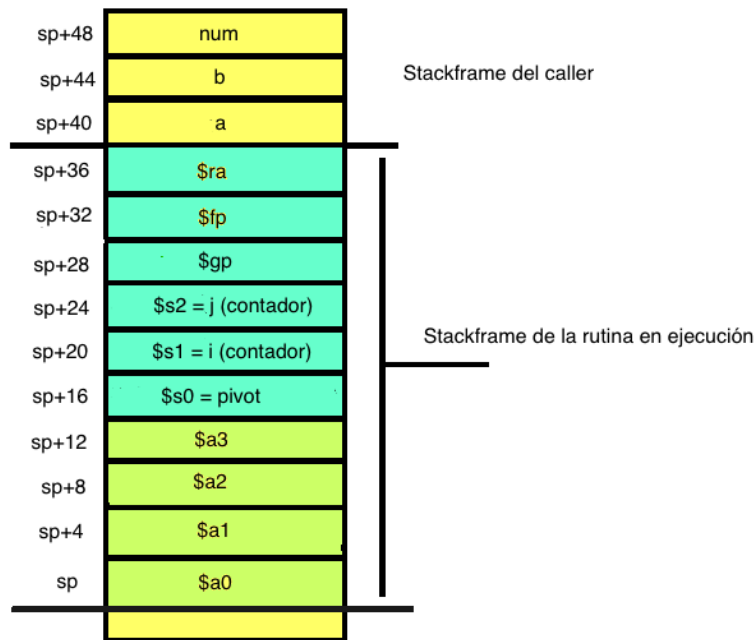 sp+48 num
sp+44 b Stackframe del caller
sp+40 a
sp+36 $ra
sp+32 $fp
sp+28 $gp
sp+24 $s2 = j (contador)
sp+20 $s1 = i (contador) Stackframe de la rutina en ejecución
sp+16 $s0 = pivot
sp+12 $a3
sp+8 $a2
sp+4 $a1
sp $a0